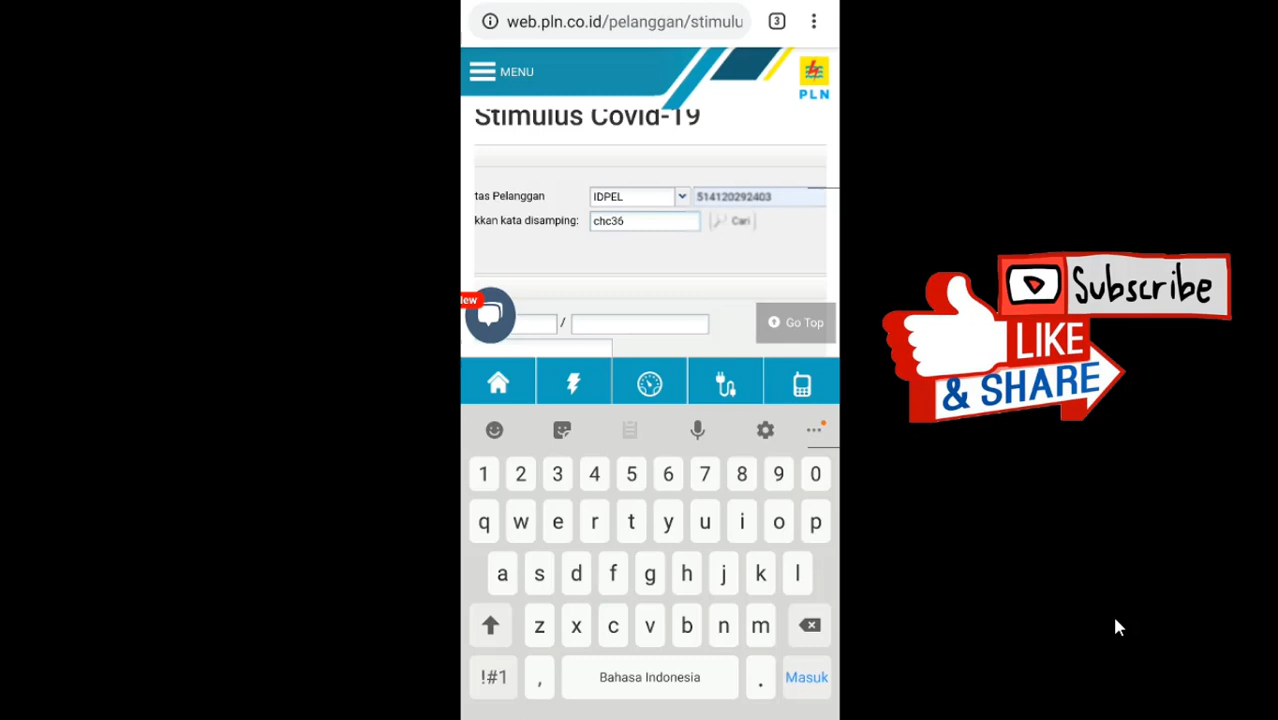 web.pln.co.id/pelanggan/stimulu
3
MENU
PLN
Stimulus Covid-19
tas Pelanggan
IDPEL
514120292403
kkan kata disamping:
chc36
Cari
ew
/
Go Top
1 2 3 4 5 6 7 8 9 0
q w e r t y u i o p
a s d f g h j k l
z x c v b n m
!#1 , Bahasa Indonesia . Masuk
Subscribe
LIKE
& SHARE